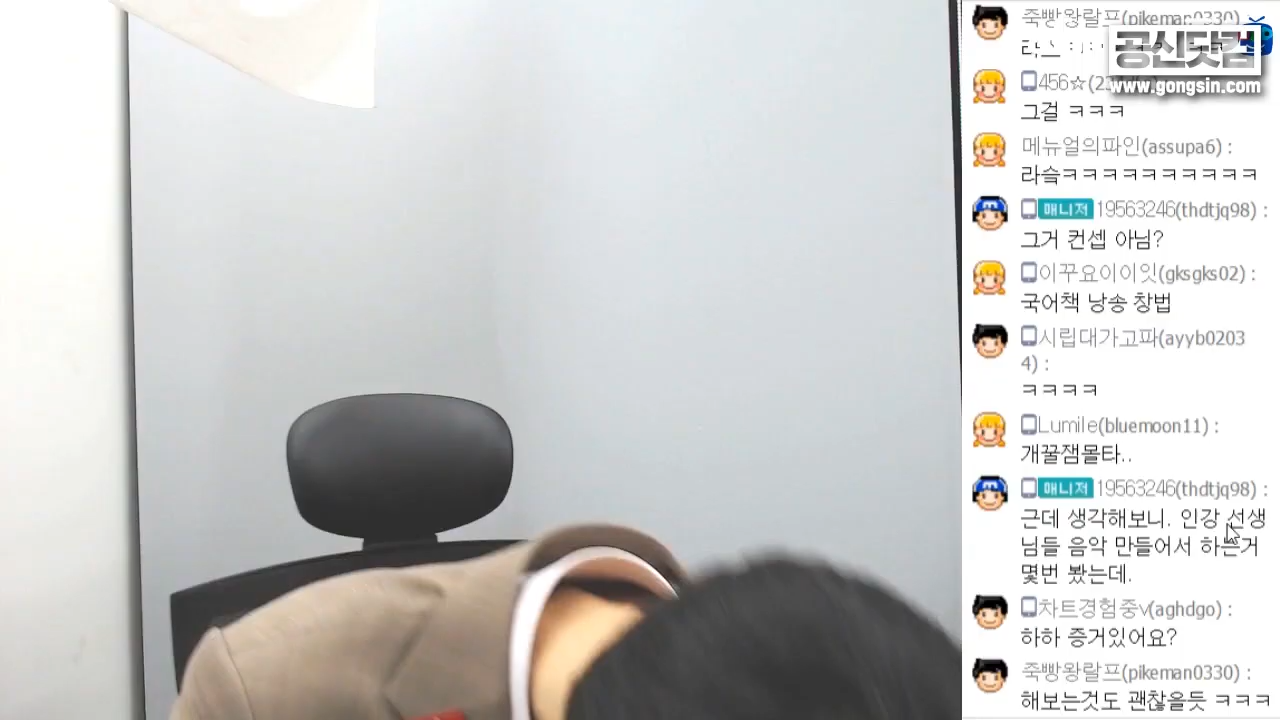 죽빵왕랄프(pikeman0330) :
공신닷컴
www.gongsin.com
456☆
그걸 ㅋㅋㅋ
메뉴얼의파인(assupa6) :
라슬ㅋㅋㅋㅋㅋㅋㅋㅋㅋㅋ
매니저 19563246(thdtjq98) :
그거 컨셉 아님?
이꾸요이이잇(gksgks02) :
국어책 낭송 창법
시립대가고파(ayyb0203
4) :
ㅋㅋㅋㅋ
Lumile(bluemoon11) :
개꿀잼몰타..
매니저 19563246(thdtjq98) :
근데 생각해보니. 인강 선생
님들 음악 만들어서 하는거
몇번 봤는데.
차트경험중v(aghdgo) :
하하 증거있어요?
죽빵왕랄프(pikeman0330) :
해보는것도 괜찮을듯 ㅋㅋㅋ